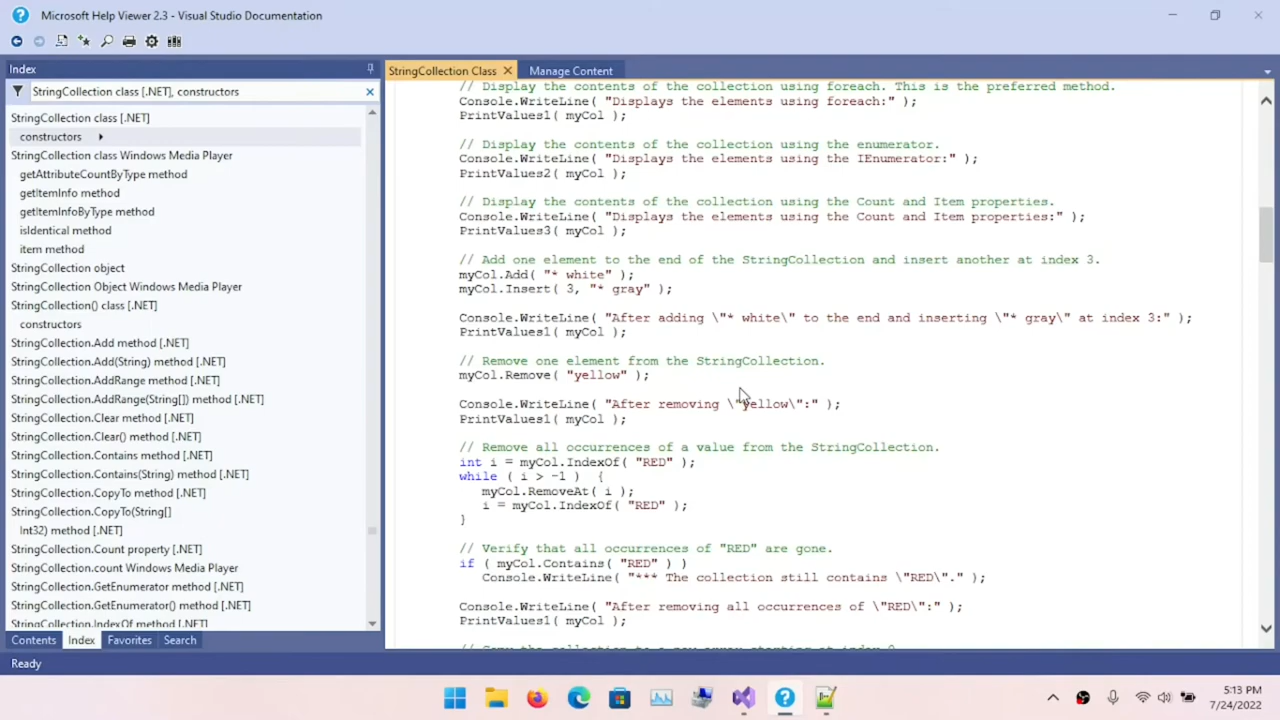 Microsoft Help Viewer 2.3 - Visual Studio Documentation
Index
StringCollection class [.NET], constructors
StringCollection class [.NET]
constructors
StringCollection class Windows Media Player
getAttributeCountByType method
getItemInfo method
getItemInfoByType method
isIdentical method
item method
StringCollection object
StringCollection Object Windows Media Player
StringCollection() class [.NET]
constructors
StringCollection.Add method [.NET]
StringCollection.Add(String) method [.NET]
StringCollection.AddRange method [.NET]
StringCollection.AddRange(String[]) method [.NET]
StringCollection.Clear method [.NET]
StringCollection.Clear() method [.NET]
StringCollection.Contains method [.NET]
StringCollection.Contains(String) method [.NET]
StringCollection.CopyTo method [.NET]
StringCollection.CopyTo(String[]
Int32) method [.NET]
StringCollection.Count property [.NET]
StringCollection.count Windows Media Player
StringCollection.GetEnumerator method [.NET]
StringCollection.GetEnumerator() method [.NET]
StringCollection.IndexOf method [.NET]
Contents Index Favorites Search
StringCollection Class Manage Content
// Display the contents of the collection using foreach. This is the preferred method.
Console.WriteLine( "Displays the elements using foreach:" );
PrintValues1( myCol );
// Display the contents of the collection using the enumerator.
Console.WriteLine( "Displays the elements using the IEnumerator:" );
PrintValues2( myCol );
// Display the contents of the collection using the Count and Item properties.
Console.WriteLine( "Displays the elements using the Count and Item properties:" );
PrintValues3( myCol );
// Add one element to the end of the StringCollection and insert another at index 3.
myCol.Add( "* white" );
myCol.Insert( 3, "* gray" );
Console.WriteLine( "After adding \"* white\" to the end and inserting \"* gray\" at index 3:" );
PrintValues1( myCol );
// Remove one element from the StringCollection.
myCol.Remove( "yellow" );
Console.WriteLine( "After removing \"yellow\":" );
PrintValues1( myCol );
// Remove all occurrences of a value from the StringCollection.
int i = myCol.IndexOf( "RED" );
while ( i > -1 ) {
myCol.RemoveAt( i );
i = myCol.IndexOf( "RED" );
}
// Verify that all occurrences of "RED" are gone.
if ( myCol.Contains( "RED" ) )
Console.WriteLine( "*** The collection still contains \"RED\"." );
Console.WriteLine( "After removing all occurrences of \"RED\":" );
PrintValues1( myCol );
// Copy the collection to a new array starting at index 0.
Ready
5:13 PM
7/24/2022